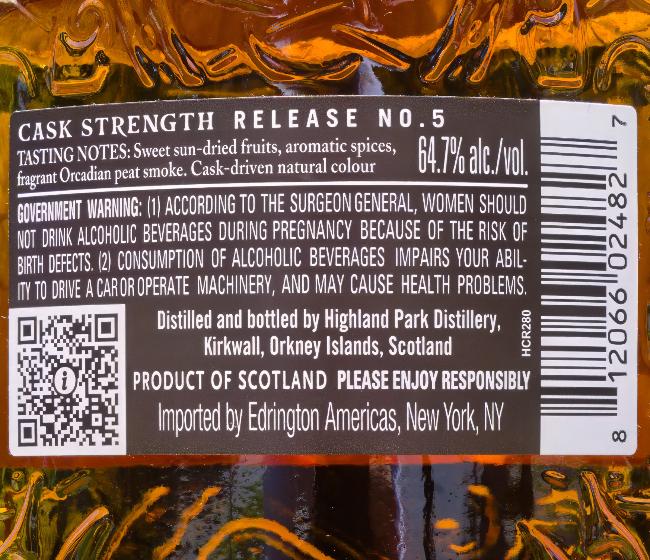 CASK STRENGTH RELEASE NO.5
TASTING NOTES: Sweet sun-dried fruits, aromatic spices,
fragrant Orcadian peat smoke. Cask-driven natural colour
64.7% alc./vol.
GOVERNMENT WARNING: (1) ACCORDING TO THE SURGEON GENERAL, WOMEN SHOULD
NOT DRINK ALCOHOLIC BEVERAGES DURING PREGNANCY BECAUSE OF THE RISK OF
BIRTH DEFECTS. (2) CONSUMPTION OF ALCOHOLIC BEVERAGES IMPAIRS YOUR ABIL-
ITY TO DRIVE A CAR OR OPERATE MACHINERY, AND MAY CAUSE HEALTH PROBLEMS.
Distilled and bottled by Highland Park Distillery,
Kirkwall, Orkney Islands, Scotland
PRODUCT OF SCOTLAND PLEASE ENJOY RESPONSIBLY
Imported by Edrington Americas, New York, NY
HCR280
8 12066 02482 7